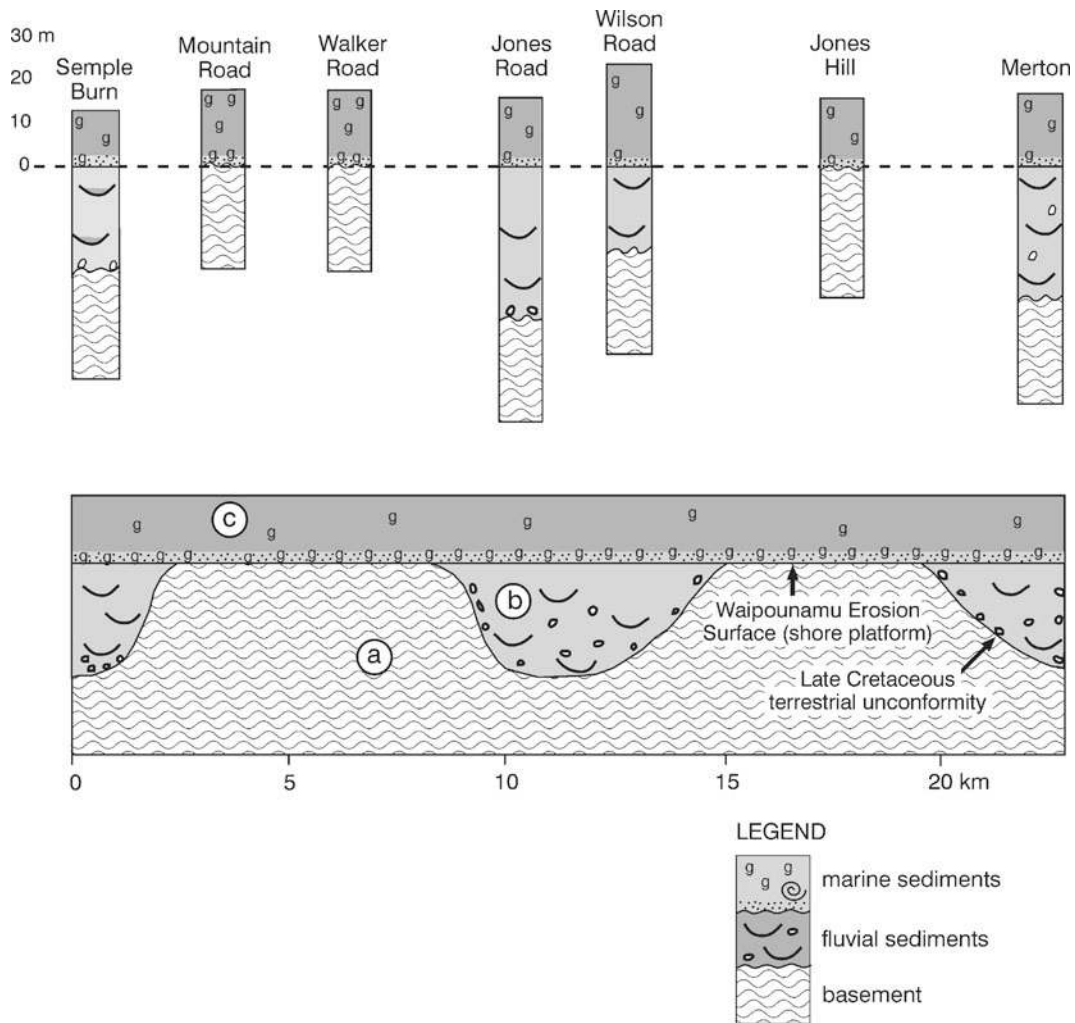 30 m
20
10
0
Semple
Burn
Mountain
Road
Walker
Road
Jones
Road
Wilson
Road
Jones
Hill
Merton
g g
g
g
g g
g
g g
g g
g
g g
g
g
g
g
g
g
g
g
g
g
g
g
c
g g g g g g g
g g g g g g g g g g g g g g g g g g g g g g g g g g g g g g g g g
b
a
Waipounamu Erosion
Surface (shore platform)
Late Cretaceous
terrestrial unconformity
0 5 10 15 20 km
LEGEND
g g
g
marine sediments
fluvial sediments
basement